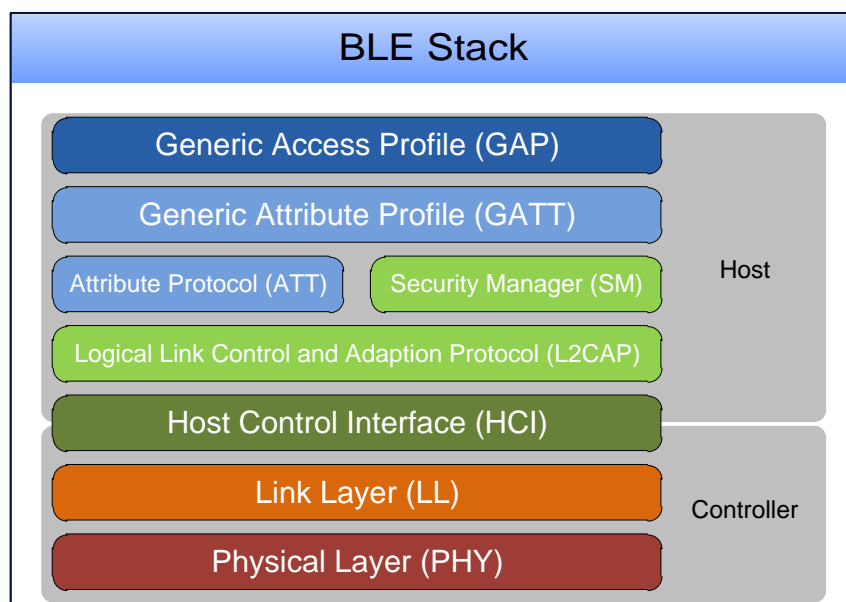 BLE Stack
Generic Access Profile (GAP)
Generic Attribute Profile (GATT)
Attribute Protocol (ATT)
Security Manager (SM)
Host
Logical Link Control and Adaption Protocol (L2CAP)
Host Control Interface (HCI)
Link Layer (LL)
Controller
Physical Layer (PHY)